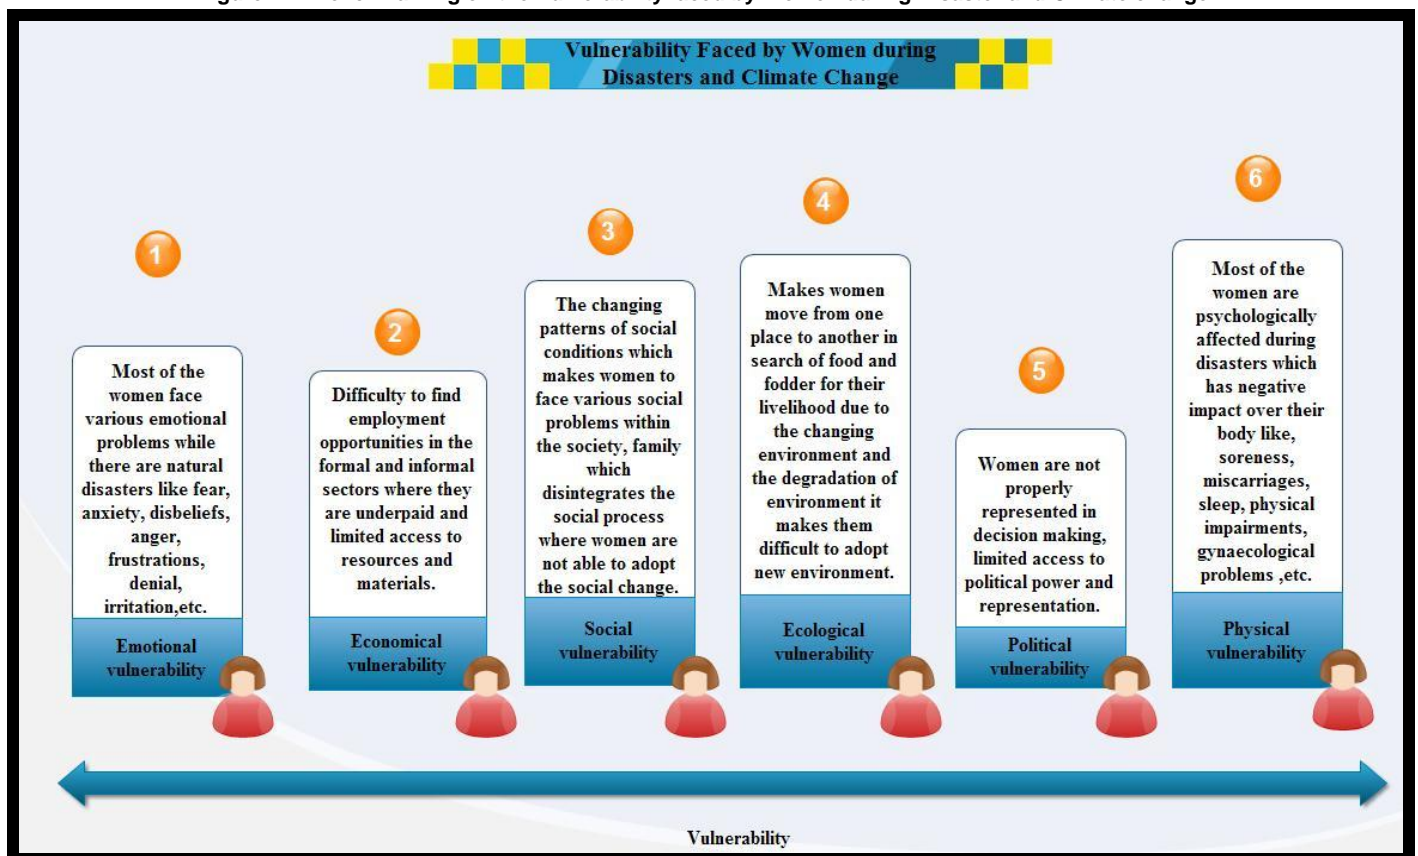 Vulnerability Faced by Women during
Disasters and Climate Change
1
Most of the
women face
various emotional
problems while
there are natural
disasters like fear,
anxiety, disbeliefs,
anger,
frustrations,
denial,
irritation,etc.
Emotional
vulnerability
2
Difficulty to find
employment
opportunities in the
formal and informal
sectors where they
are underpaid and
limited access to
resources and
materials.
Economical
vulnerability
3
The changing
patterns of social
conditions which
makes women to
face various social
problems within
the society, family
which
disintegrates the
social process
where women are
not able to adopt
the social change.
Social
vulnerability
4
Makes women
move from one
place to another in
search of food and
fodder for their
livelihood due to
the changing
environment and
the degradation of
environment it
makes them
difficult to adopt
new environment.
Ecological
vulnerability
5
Women are not
properly
represented in
decision making,
limited access to
political power and
representation.
Political
vulnerability
6
Most of the
women are
psychologically
affected during
disasters which
has negative
impact over their
body like,
soreness,
miscarriages,
sleep, physical
impairments,
gynaecological
problems ,etc.
Physical
vulnerability
Vulnerability